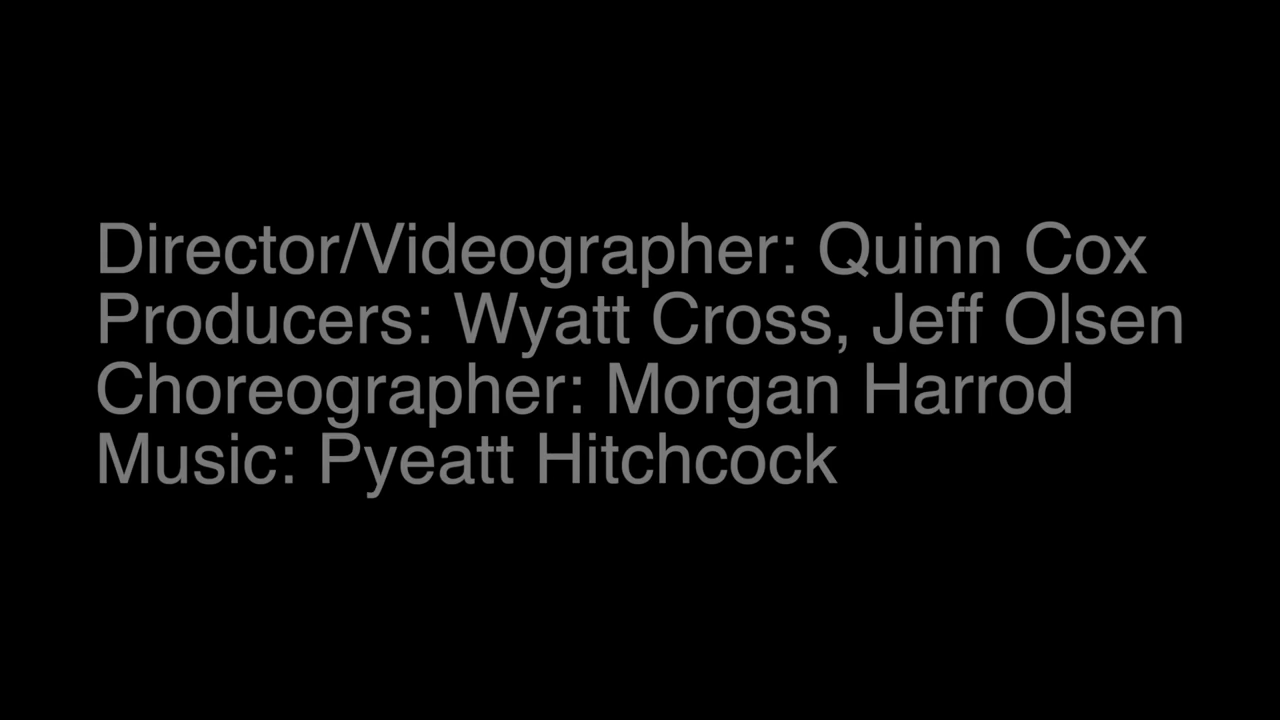 Director/Videographer: Quinn Cox
Producers: Wyatt Cross, Jeff Olsen
Choreographer: Morgan Harrod
Music: Pyeatt Hitchcock